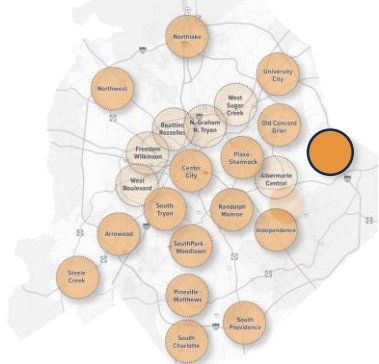 Northlake
Northwest
University
City
West
Sugar
Creek
Beatties
Rozzelles
N. Graham
N. Tryon
Old Concord
Grier
Freedom
Wilkinson
Plaza -
Shamrock
Center
City
Albemarle
Central
West
Boulevard
South
Tryon
Randolph
Monroe
Arrowood
Independence
SouthPark -
Woodlawn
Steele
Creek
Pineville -
Matthews
South
Providence
South
Charlotte